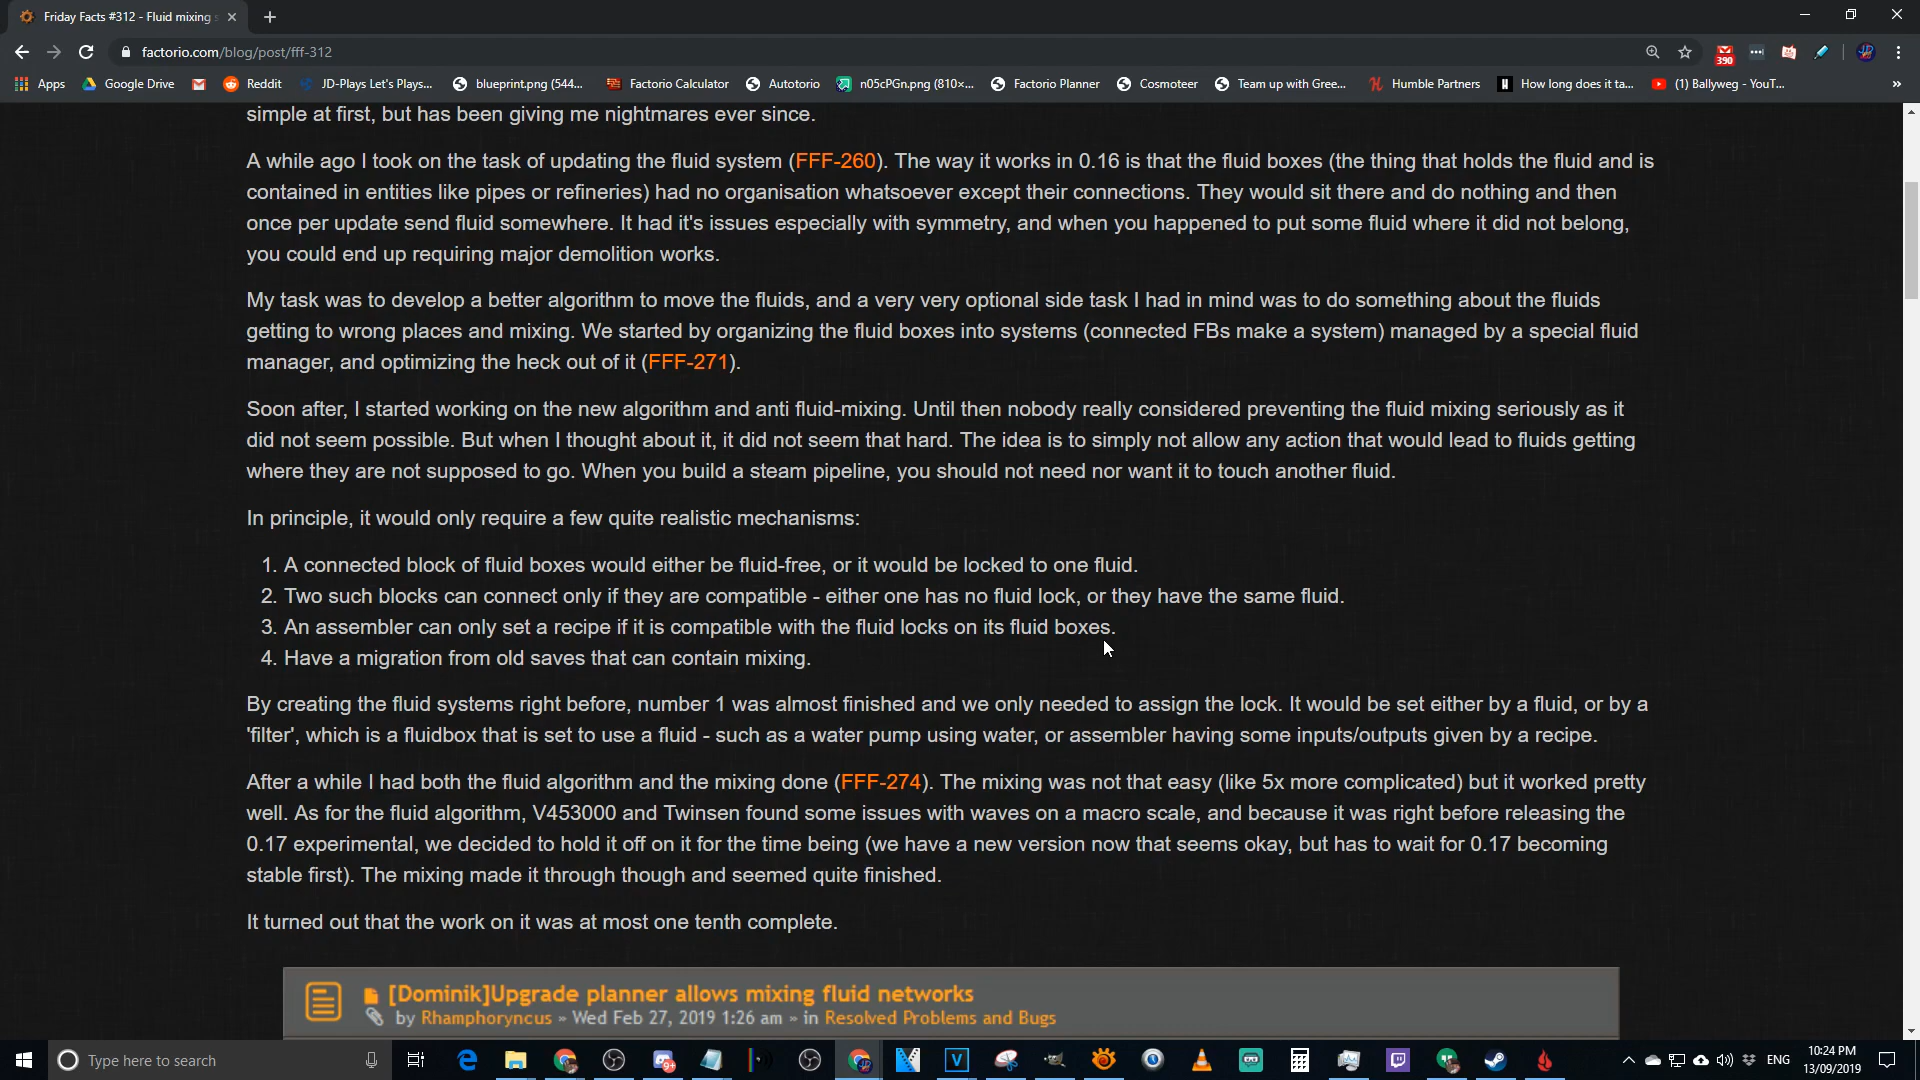 Friday Facts #312 - Fluid mixing s
factorio.com/blog/post/fff-312
390
Apps
Google Drive
Reddit
JD-Plays Let's Plays...
blueprint.png (544...
Factorio Calculator
Autotorio
n05cPGn.png (810×...
Factorio Planner
Cosmoteer
Team up with Gree...
Humble Partners
How long does it ta...
(1) Ballyweg - YouT...
»
simple at first, but has been giving me nightmares ever since.
A while ago I took on the task of updating the fluid system (FFF-260). The way it works in 0.16 is that the fluid boxes (the thing that holds the fluid and is
contained in entities like pipes or refineries) had no organisation whatsoever except their connections. They would sit there and do nothing and then
once per update send fluid somewhere. It had it's issues especially with symmetry, and when you happened to put some fluid where it did not belong,
you could end up requiring major demolition works.
My task was to develop a better algorithm to move the fluids, and a very very optional side task I had in mind was to do something about the fluids
getting to wrong places and mixing. We started by organizing the fluid boxes into systems (connected FBs make a system) managed by a special fluid
manager, and optimizing the heck out of it (FFF-271).
Soon after, I started working on the new algorithm and anti fluid-mixing. Until then nobody really considered preventing the fluid mixing seriously as it
did not seem possible. But when I thought about it, it did not seem that hard. The idea is to simply not allow any action that would lead to fluids getting
where they are not supposed to go. When you build a steam pipeline, you should not need nor want it to touch another fluid.
In principle, it would only require a few quite realistic mechanisms:
1. A connected block of fluid boxes would either be fluid-free, or it would be locked to one fluid.
2. Two such blocks can connect only if they are compatible - either one has no fluid lock, or they have the same fluid.
3. An assembler can only set a recipe if it is compatible with the fluid locks on its fluid boxes.
4. Have a migration from old saves that can contain mixing.
By creating the fluid systems right before, number 1 was almost finished and we only needed to assign the lock. It would be set either by a fluid, or by a
'filter', which is a fluidbox that is set to use a fluid - such as a water pump using water, or assembler having some inputs/outputs given by a recipe.
After a while I had both the fluid algorithm and the mixing done (FFF-274). The mixing was not that easy (like 5x more complicated) but it worked pretty
well. As for the fluid algorithm, V453000 and Twinsen found some issues with waves on a macro scale, and because it was right before releasing the
0.17 experimental, we decided to hold it off on it for the time being (we have a new version now that seems okay, but has to wait for 0.17 becoming
stable first). The mixing made it through though and seemed quite finished.
It turned out that the work on it was at most one tenth complete.
[Dominik]Upgrade planner allows mixing fluid networks
by Rhamphoryncus » Wed Feb 27, 2019 1:26 am » in Resolved Problems and Bugs
Type here to search
ENG
10:24 PM
13/09/2019